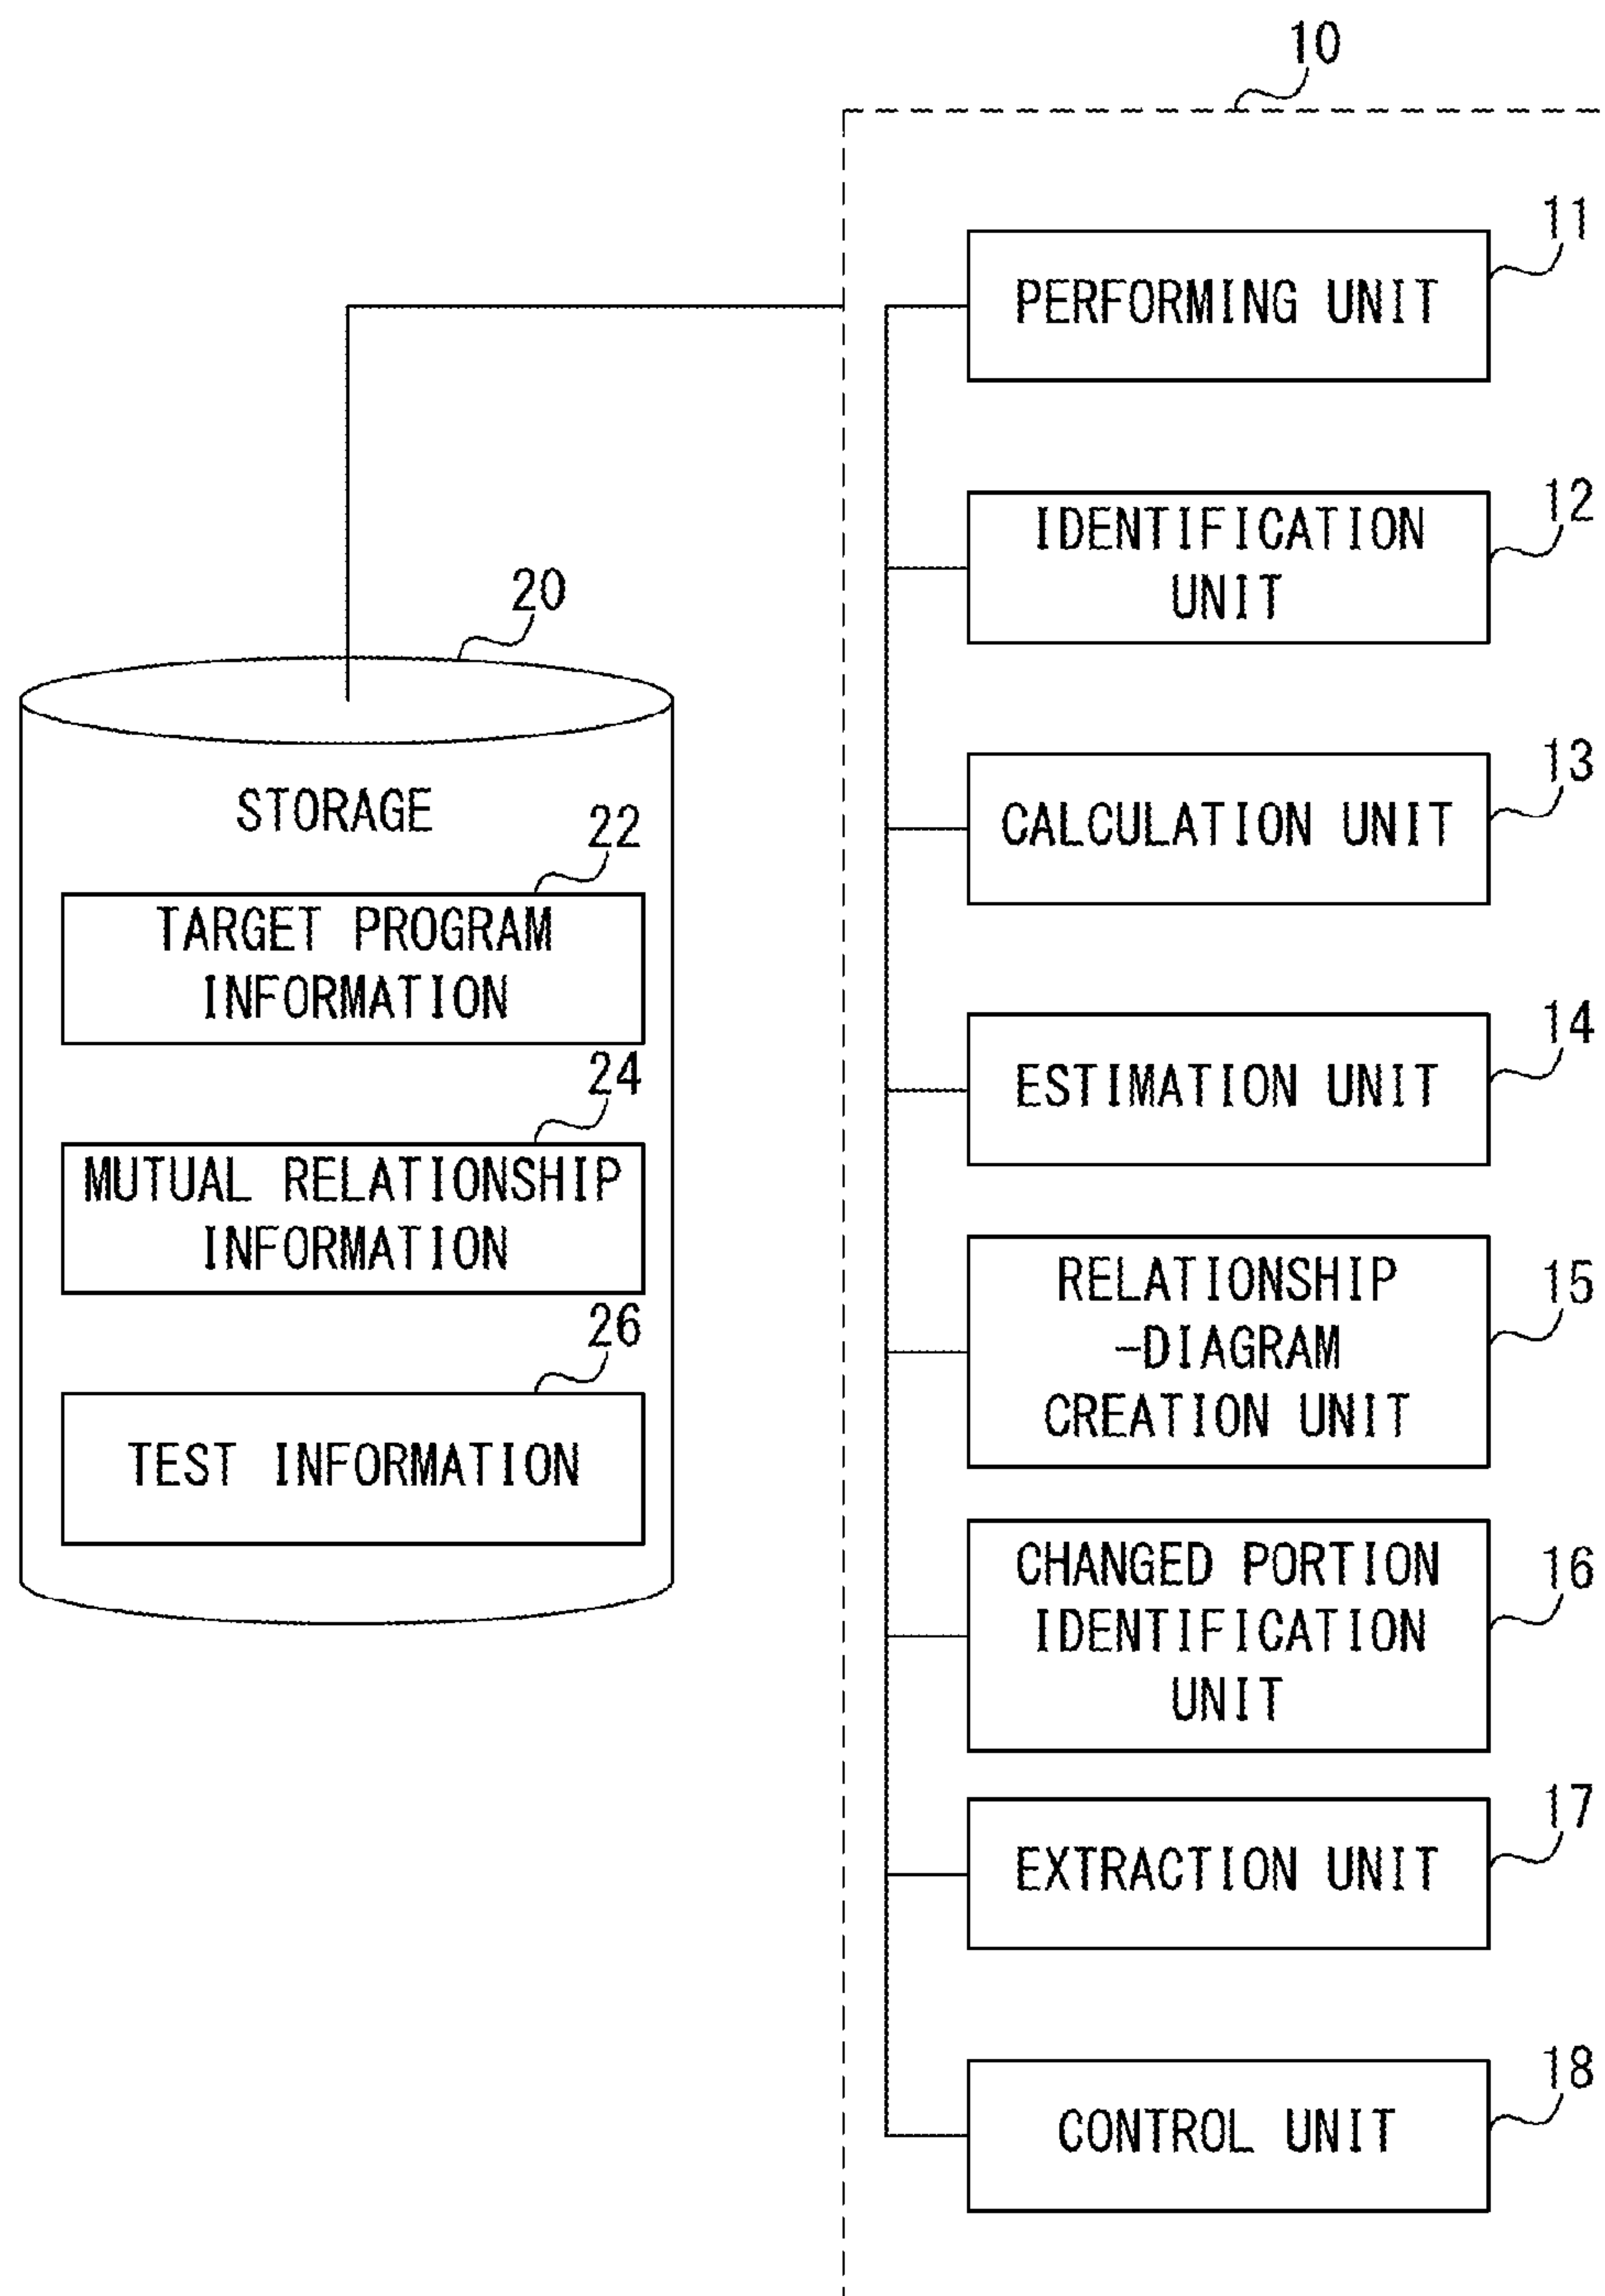 10
11
PERFORMING UNIT
12
IDENTIFICATION
UNIT
20
13
STORAGE
CALCULATION UNIT
22
TARGET PROGRAM
INFORMATION
14
ESTIMATION UNIT
24
MUTUAL RELATIONSHIP
INFORMATION
15
RELATIONSHIP
-DIAGRAM
CREATION UNIT
26
TEST INFORMATION
16
CHANGED PORTION
IDENTIFICATION
UNIT
17
EXTRACTION UNIT
18
CONTROL UNIT